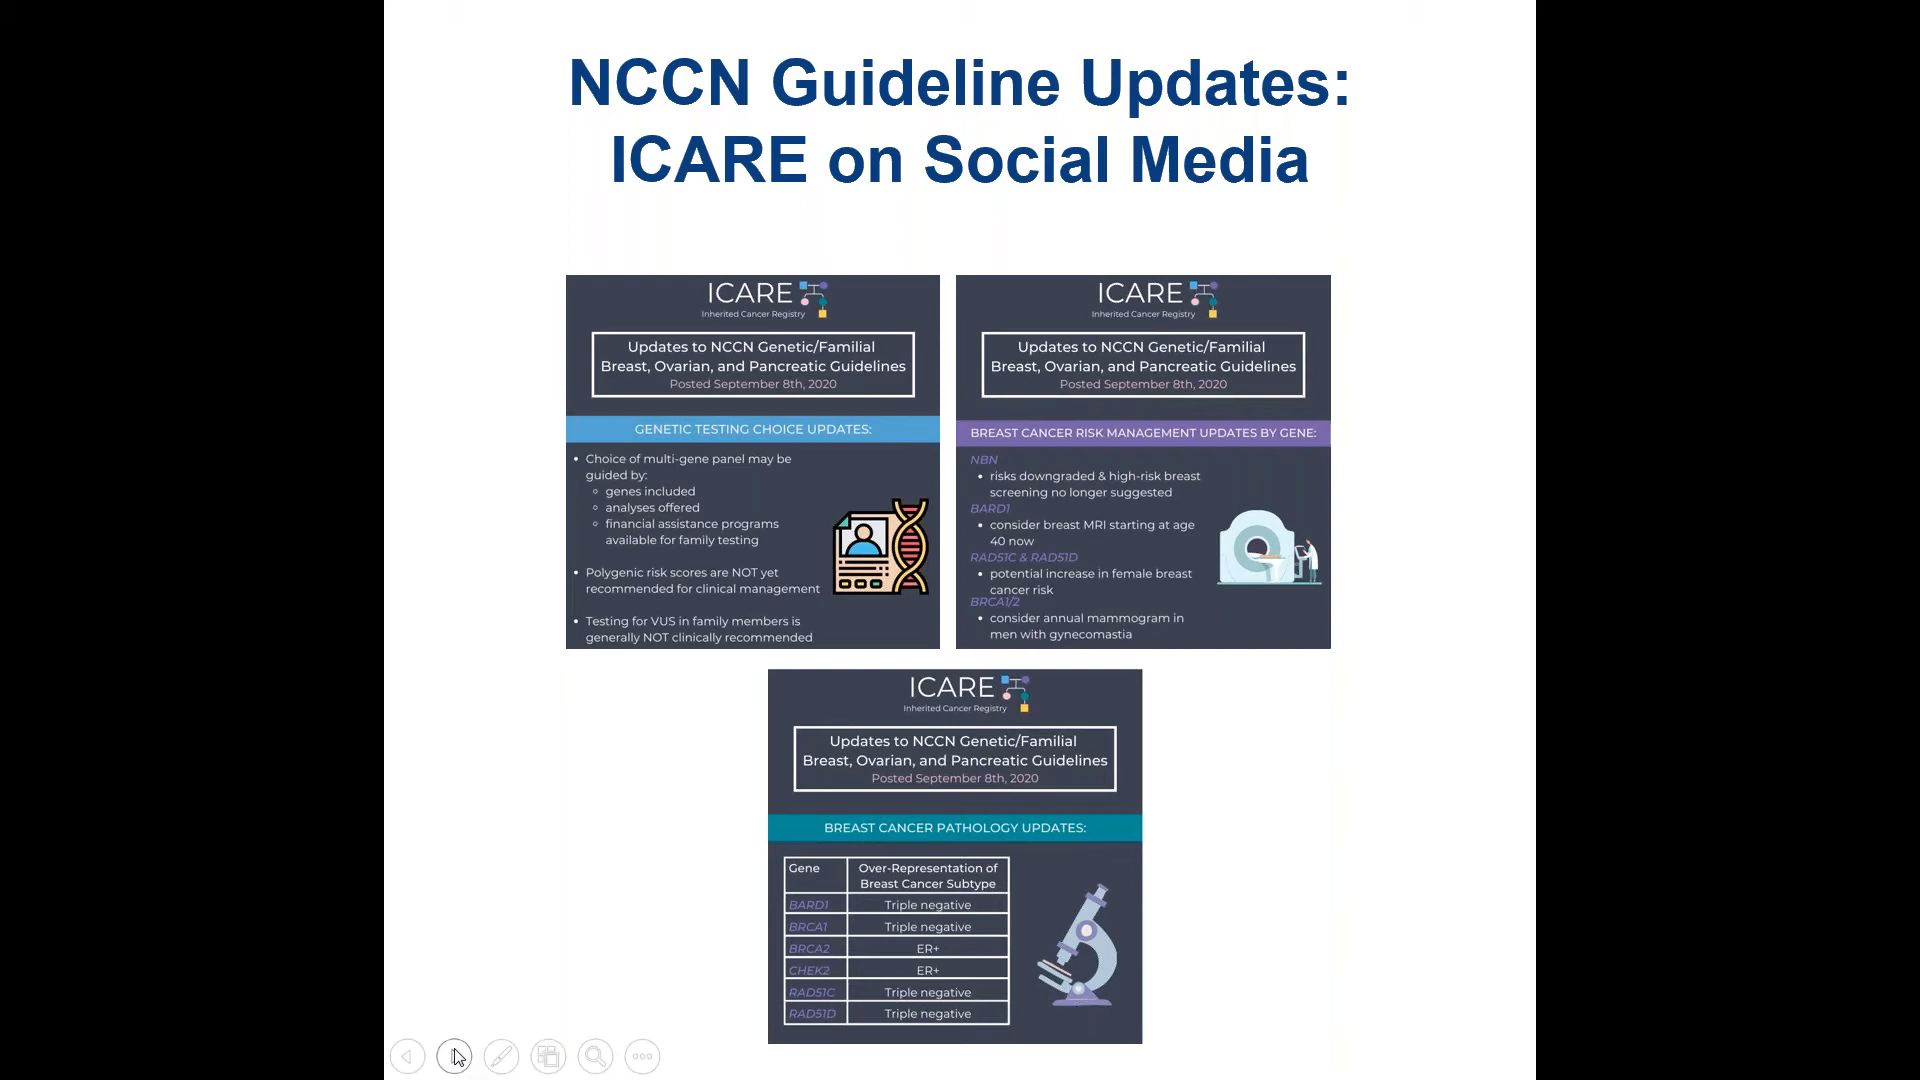 NCCN Guideline Updates:
ICARE on Social Media
ICARE
Inherited Cancer Registry
Updates to NCCN Genetic/Familial
Breast, Ovarian, and Pancreatic Guidelines
Posted September 8th, 2020
GENETIC TESTING CHOICE UPDATES:
• Choice of multi-gene panel may be
guided by:
◦ genes included
◦ analyses offered
◦ financial assistance programs
available for family testing
• Polygenic risk scores are NOT yet
recommended for clinical management
• Testing for VUS in family members is
generally NOT clinically recommended
ICARE
Inherited Cancer Registry
Updates to NCCN Genetic/Familial
Breast, Ovarian, and Pancreatic Guidelines
Posted September 8th, 2020
BREAST CANCER RISK MANAGEMENT UPDATES BY GENE:
NBN
• risks downgraded & high-risk breast
screening no longer suggested
BARD1
• consider breast MRI starting at age
40 now
RAD51C & RAD51D
• potential increase in female breast
cancer risk
BRCA1/2
• consider annual mammogram in
men with gynecomastia
ICARE
Inherited Cancer Registry
Updates to NCCN Genetic/Familial
Breast, Ovarian, and Pancreatic Guidelines
Posted September 8th, 2020
BREAST CANCER PATHOLOGY UPDATES:
Gene Over-Representation of
Breast Cancer Subtype
BARD1 Triple negative
BRCA1 Triple negative
BRCA2 ER+
CHEK2 ER+
RAD51C Triple negative
RAD51D Triple negative